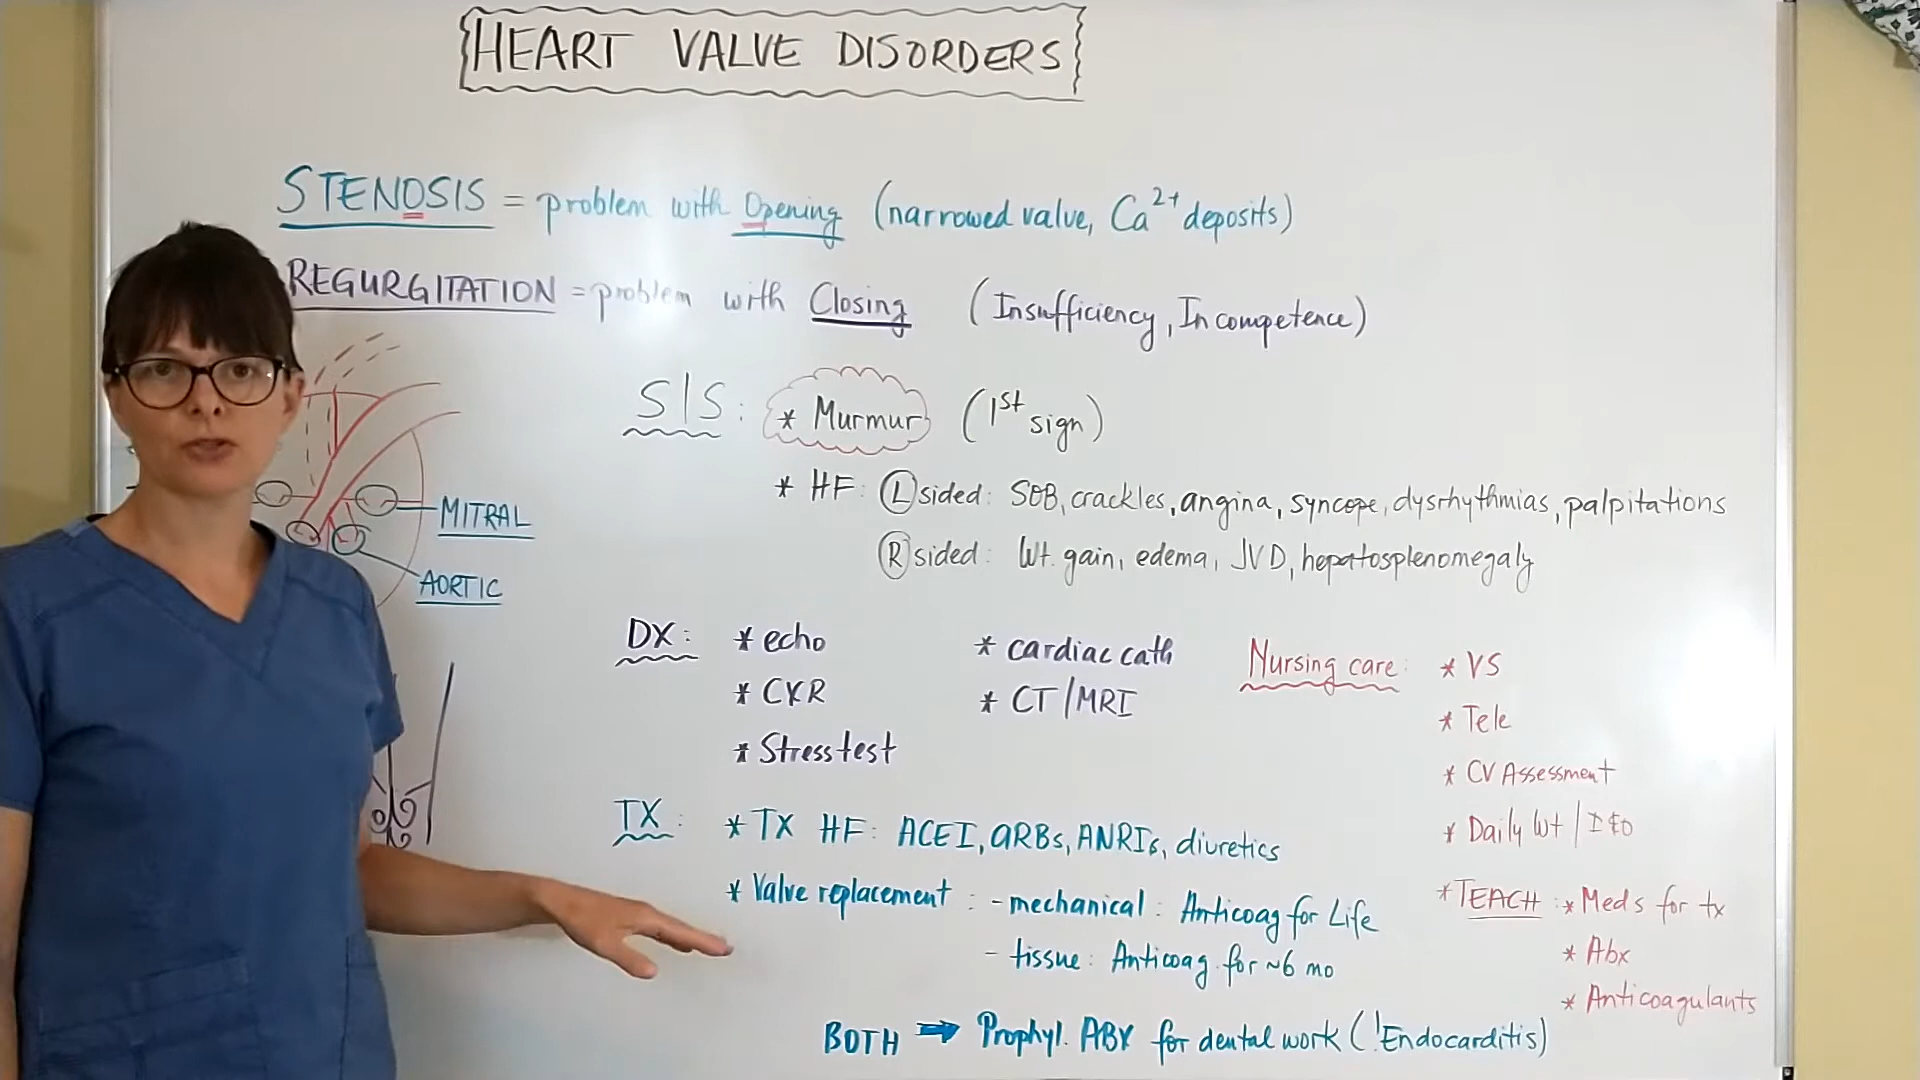 HEART VALVE DISORDERS
STENOSIS = problem with Opening (narrowed valve, Ca2+ deposits)
REGURGITATION = problem with Closing (Insufficiency, Incompetence)
S/S: * Murmur (1st sign)
* HF: L sided: SOB, crackles, angina, syncope, dysrhythmias, palpitations
R sided: Wt. gain, edema, JVD, hepatosplenomegaly
MITRAL
AORTIC
DX: * echo
* CXR
* Stress test
* cardiac cath
* CT/MRI
TX: * TX HF: ACEI, ARBs, ANRIs, diuretics
* Valve replacement: - mechanical: Anticoag for Life
- tissue: Anticoag for ~6 mo
BOTH → Prophyl. ABX for dental work (!Endocarditis)
Nursing care: * VS
* Tele
* CV Assessment
* Daily Wt / I&O
* TEACH: * Meds for tx
* Abx
* Anticoagulants